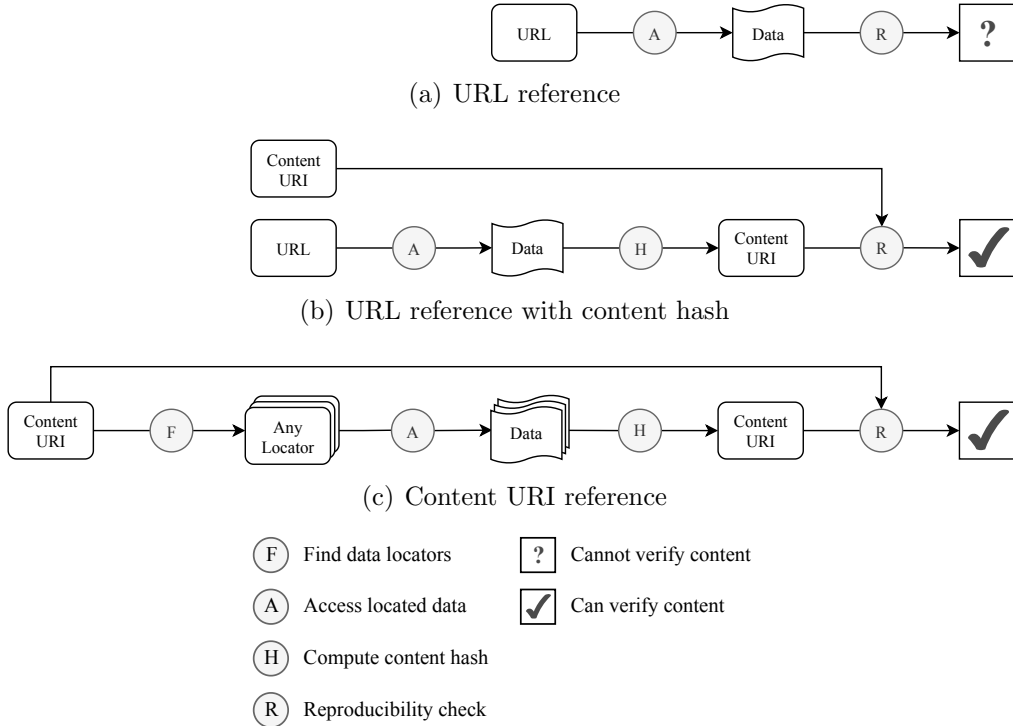 URL A Data R ?
(a) URL reference
Content
URI
URL A Data H Content URI R
(b) URL reference with content hash
Content URI F Any Locator A Data H Content URI R
(c) Content URI reference
F Find data locators ? Cannot verify content
A Access located data Can verify content
H Compute content hash
R Reproducibility check